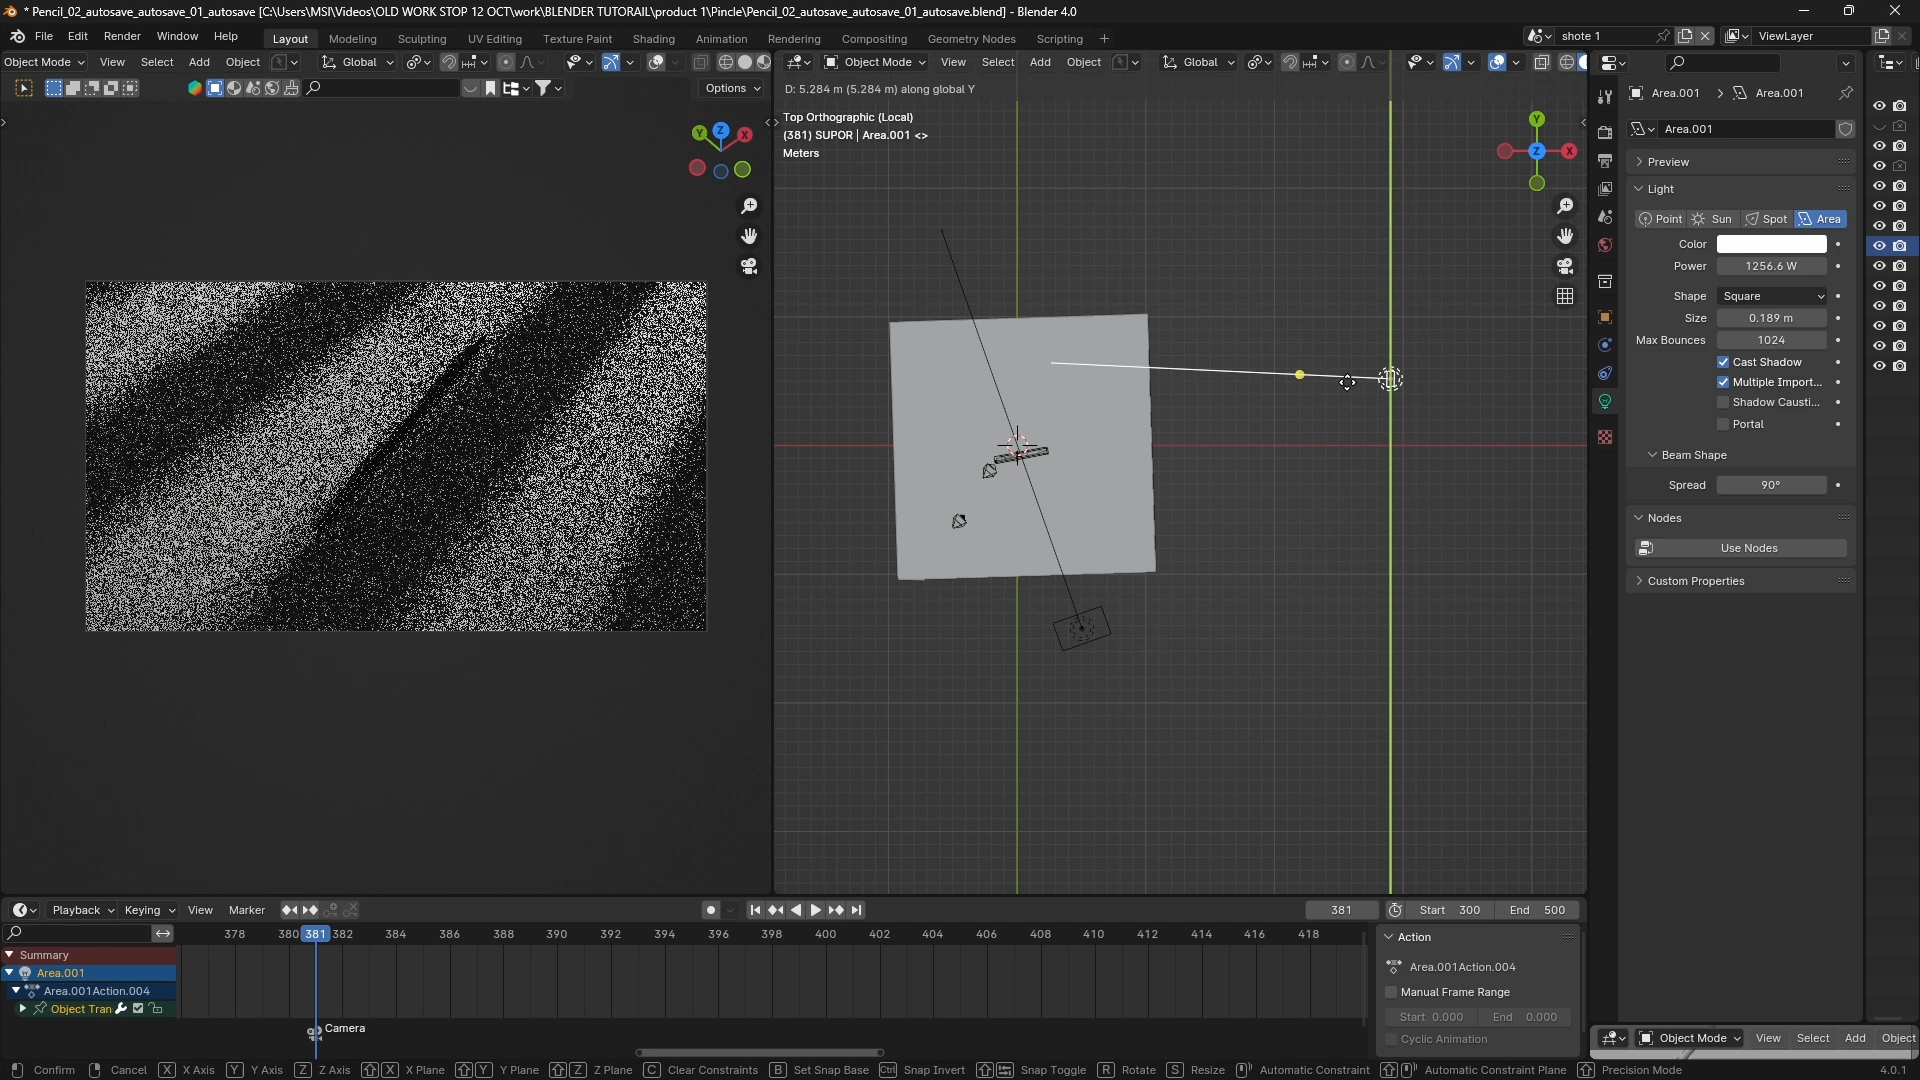 * Pencil_02_autosave_autosave_01_autosave [C:\Users\MSI\Videos\OLD WORK STOP 12 OCT\work\BLENDER TUTORAIL\product 1\Pincle\Pencil_02_autosave_autosave_01_autosave.blend] - Blender 4.0
File Edit Render Window Help Layout Modeling Sculpting UV Editing Texture Paint Shading Animation Rendering Compositing Geometry Nodes Scripting + shote 1 ViewLayer
Object Mode View Select Add Object Global Object Mode View Select Add Object Global
Options
D: 5.284 m (5.284 m) along global Y
Top Orthographic (Local)
(381) SUPOR | Area.001 <>
Meters
Y Z X
Y Z X
Area.001 > Area.001
Area.001
Preview
Light
Point Sun Spot Area
Color
Power 1256.6 W
Shape Square
Size 0.189 m
Max Bounces 1024
Cast Shadow
Multiple Import...
Shadow Causti...
Portal
Beam Shape
Spread 90°
Nodes
Use Nodes
Custom Properties
Playback Keying View Marker 381 Start 300 End 500
378 380 381 382 384 386 388 390 392 394 396 398 400 402 404 406 408 410 412 414 416 418
Summary
Area.001
Area.001Action.004
Object Tran
Camera
Action
Area.001Action.004
Manual Frame Range
Start 0.000 End 0.000
Cyclic Animation
Object Mode View Select Add Object
Confirm Cancel X X Axis Y Y Axis Z Z Axis X X Plane Y Y Plane Z Z Plane C Clear Constraints B Set Snap Base Ctrl Snap Invert Snap Toggle R Rotate S Resize Automatic Constraint Automatic Constraint Plane Precision Mode 4.0.1